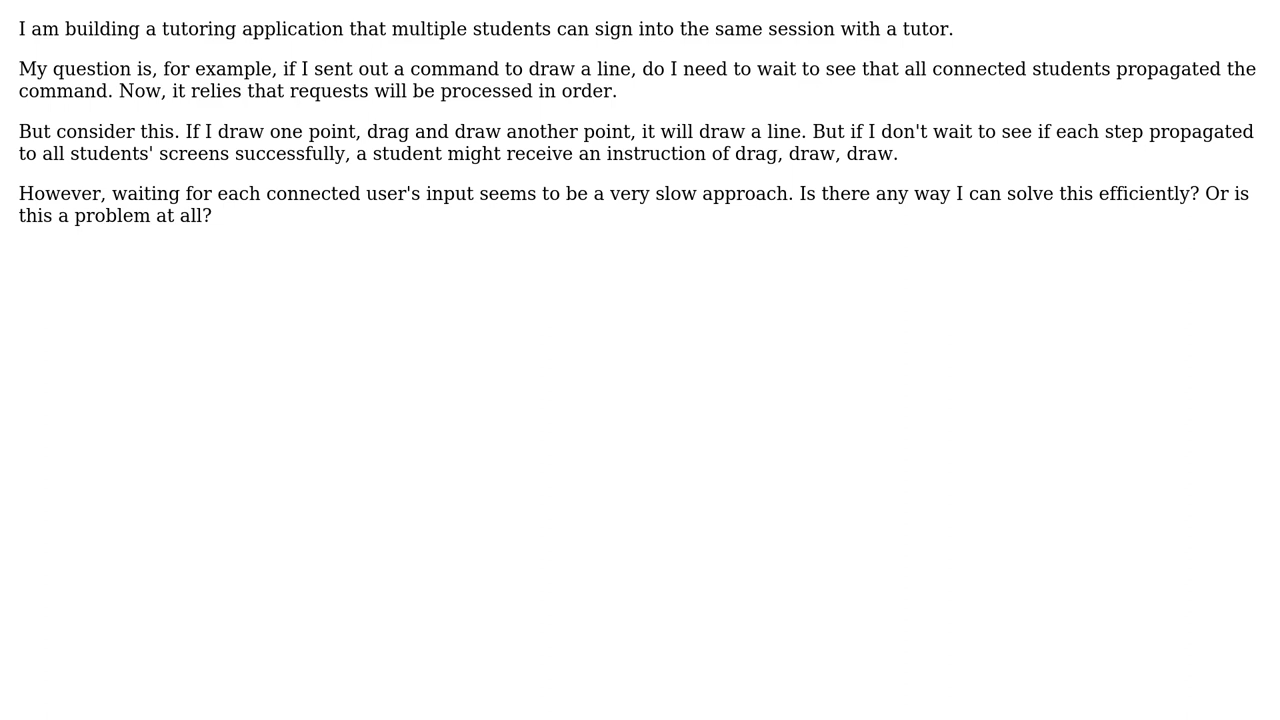 I am building a tutoring application that multiple students can sign into the same session with a tutor.
My question is, for example, if I sent out a command to draw a line, do I need to wait to see that all connected students propagated the
command. Now, it relies that requests will be processed in order.
But consider this. If I draw one point, drag and draw another point, it will draw a line. But if I don't wait to see if each step propagated
to all students' screens successfully, a student might receive an instruction of drag, draw, draw.
However, waiting for each connected user's input seems to be a very slow approach. Is there any way I can solve this efficiently? Or is
this a problem at all?